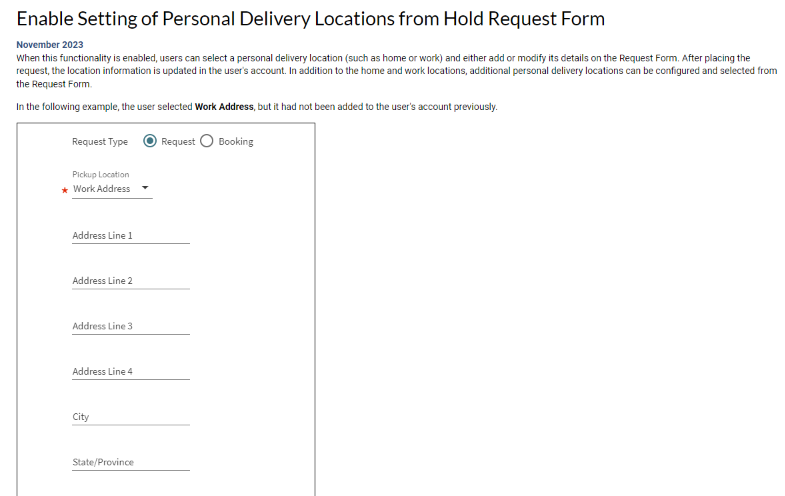 Enable Setting of Personal Delivery Locations from Hold Request Form
November 2023
When this functionality is enabled, users can select a personal delivery location (such as home or work) and either add or modify its details on the Request Form. After placing the
request, the location information is updated in the user's account. In addition to the home and work locations, additional personal delivery locations can be configured and selected from
the Request Form.
In the following example, the user selected Work Address, but it had not been added to the user's account previously.
Request Type Request Booking
Pickup Location
★ Work Address
Address Line 1
Address Line 2
Address Line 3
Address Line 4
City
State/Province